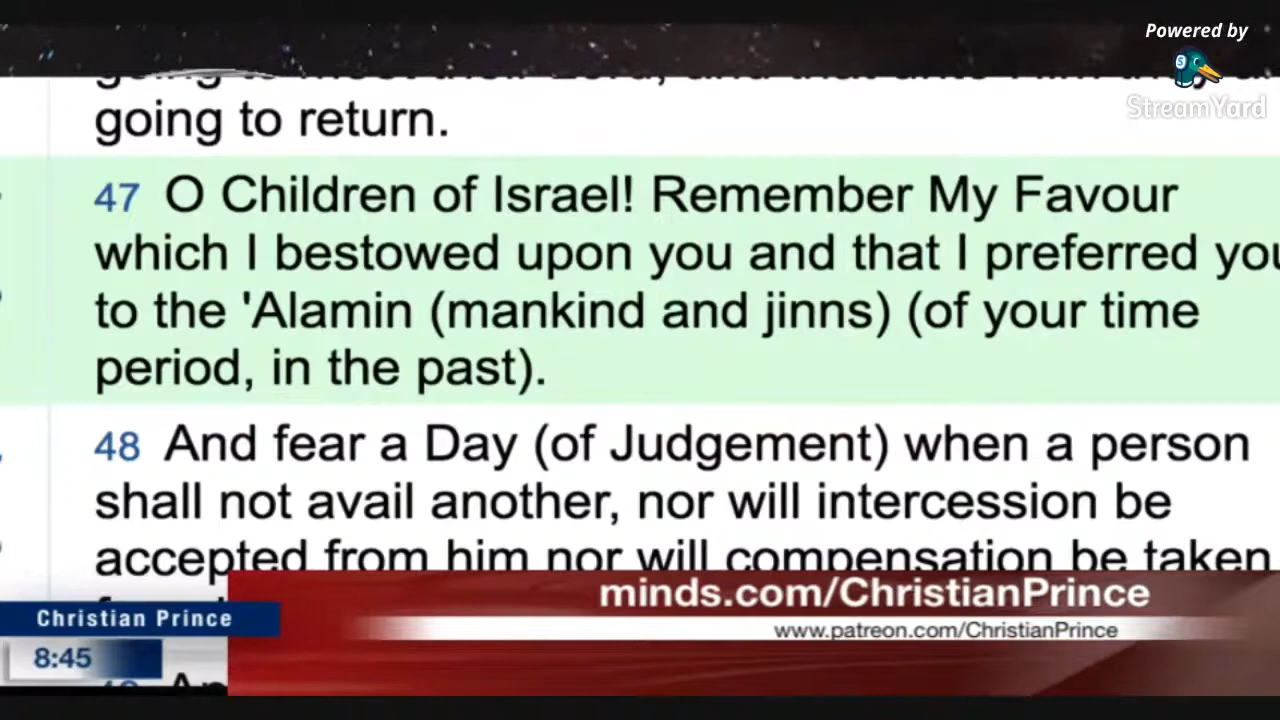 Powered by
StreamYard
going to return.
47 O Children of Israel! Remember My Favour
which I bestowed upon you and that I preferred you
to the 'Alamin (mankind and jinns) (of your time
period, in the past).
48 And fear a Day (of Judgement) when a person
shall not avail another, nor will intercession be
accepted from him nor will compensation be taken
minds.com/ChristianPrince
www.patreon.com/ChristianPrince
Christian Prince
8:45